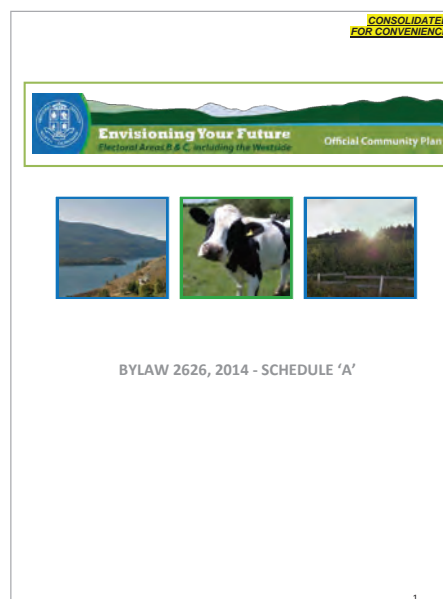 CONSOLIDATED
FOR CONVENIENCE
Envisioning Your Future
Electoral Areas B & C, including the Westside
Official Community Plan
BYLAW 2626, 2014 - SCHEDULE ‘A’
1